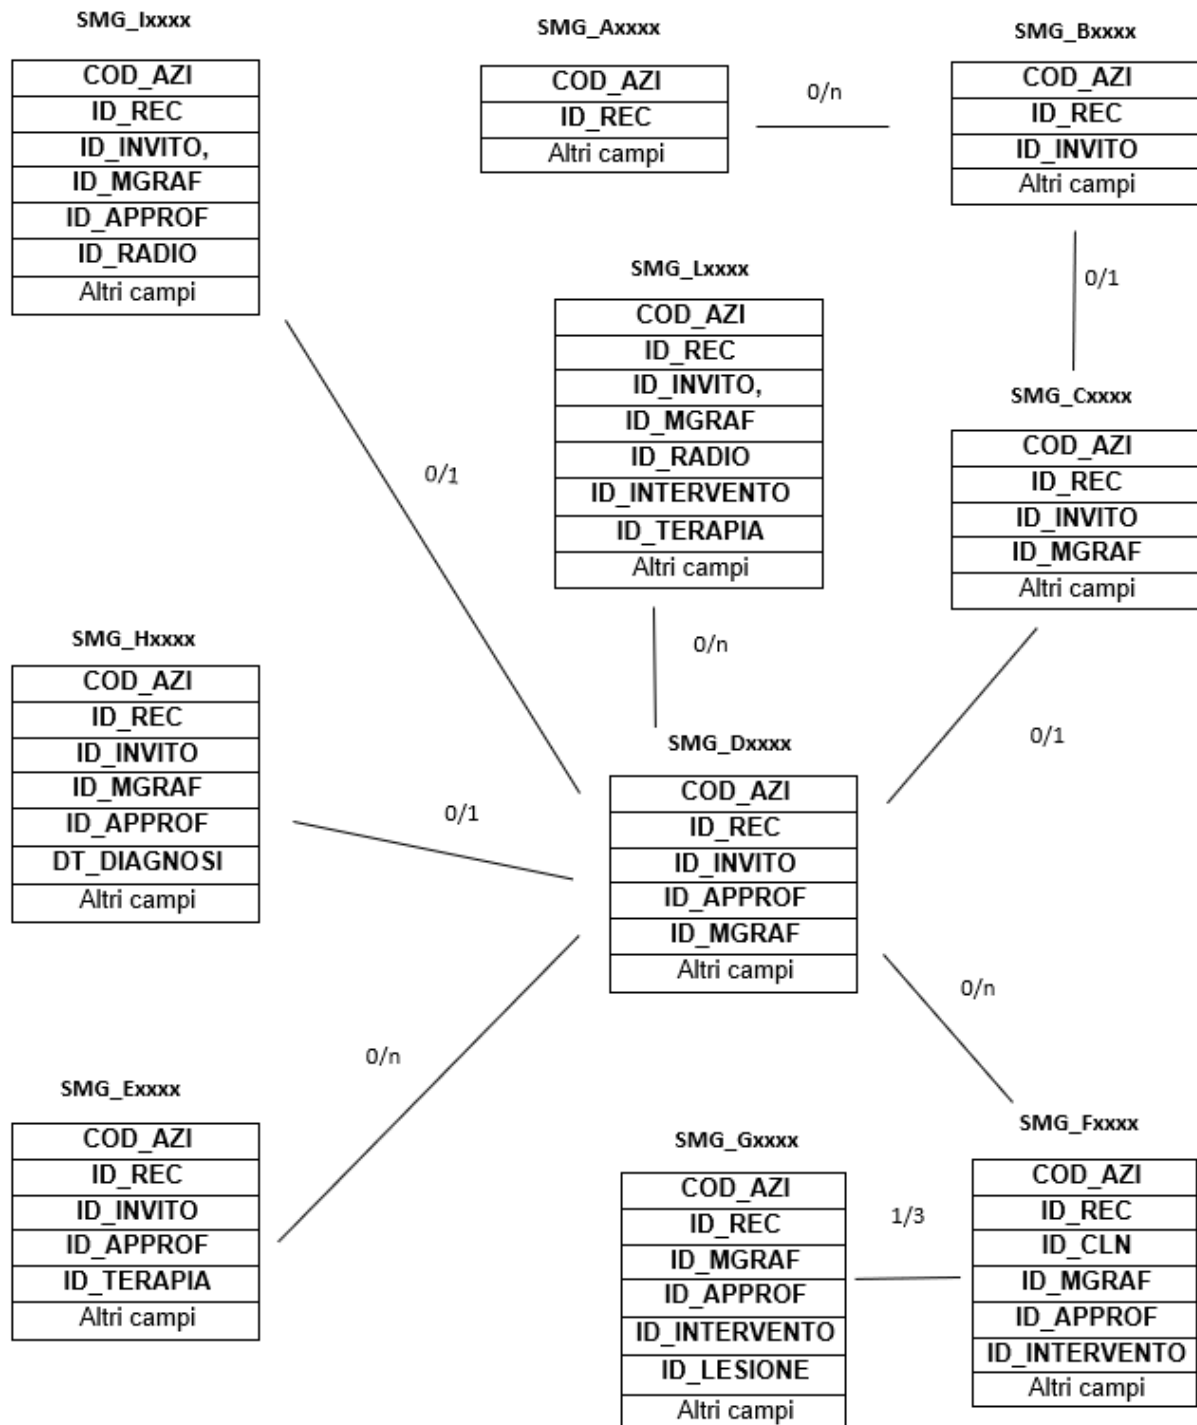 SMG_Ixxxx
COD_AZI
ID_REC
ID_INVITO,
ID_MGRAF
ID_APPROF
ID_RADIO
Altri campi
SMG_Axxxx
COD_AZI
ID_REC
Altri campi
0/n
SMG_Bxxxx
COD_AZI
ID_REC
ID_INVITO
Altri campi
0/1
SMG_Lxxxx
COD_AZI
ID_REC
ID_INVITO,
ID_MGRAF
ID_RADIO
ID_INTERVENTO
ID_TERAPIA
Altri campi
0/n
SMG_Cxxxx
COD_AZI
ID_REC
ID_INVITO
ID_MGRAF
Altri campi
0/1
0/1
SMG_Hxxxx
COD_AZI
ID_REC
ID_INVITO
ID_MGRAF
ID_APPROF
DT_DIAGNOSI
Altri campi
0/1
SMG_Dxxxx
COD_AZI
ID_REC
ID_INVITO
ID_APPROF
ID_MGRAF
Altri campi
0/n
0/n
SMG_Exxxx
COD_AZI
ID_REC
ID_INVITO
ID_APPROF
ID_TERAPIA
Altri campi
SMG_Gxxxx
COD_AZI
ID_REC
ID_MGRAF
ID_APPROF
ID_INTERVENTO
ID_LESIONE
Altri campi
1/3
SMG_Fxxxx
COD_AZI
ID_REC
ID_CLN
ID_MGRAF
ID_APPROF
ID_INTERVENTO
Altri campi